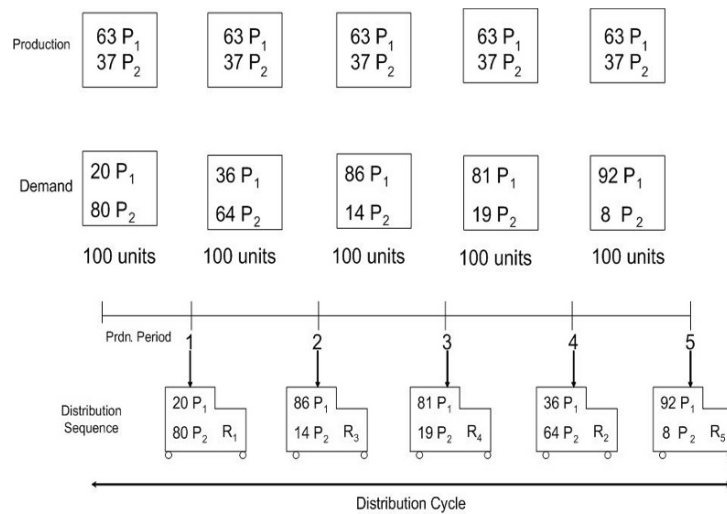 Production
63 P1 63 P1 63 P1 63 P1 63 P1
37 P2 37 P2 37 P2 37 P2 37 P2
Demand
20 P1 36 P1 86 P1 81 P1 92 P1
80 P2 64 P2 14 P2 19 P2 8 P2
100 units 100 units 100 units 100 units 100 units
Prdn. Period 1 2 3 4 5
Distribution
Sequence
20 P1 86 P1 81 P1 36 P1 92 P1
80 P2 R1 14 P2 R3 19 P2 R4 64 P2 R2 8 P2 R5
Distribution Cycle